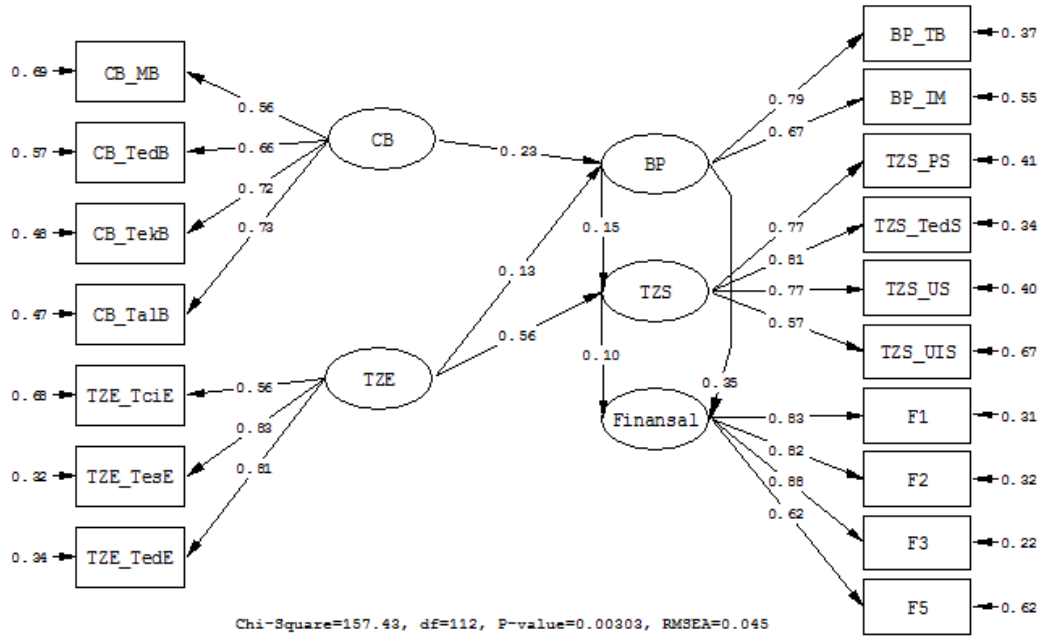 0.69
CB_MB
0.57
CB_TedB
0.48
CB_TekB
0.47
CB_TalB
0.68
TZE_TciE
0.32
TZE_TesE
0.34
TZE_TedE
0.56
0.66
0.72
0.73
0.56
0.83
0.81
CB
TZE
0.23
0.13
0.56
BP
0.15
TZS
0.10
Finansal
0.35
0.79
0.67
0.77
0.81
0.77
0.57
0.83
0.82
0.88
0.62
BP_TB
0.37
BP_IM
0.55
TZS_PS
0.41
TZS_TedS
0.34
TZS_US
0.40
TZS_UIS
0.67
F1
0.31
F2
0.32
F3
0.22
F5
0.62
Chi-Square=157.43, df=112, P-value=0.00303, RMSEA=0.045